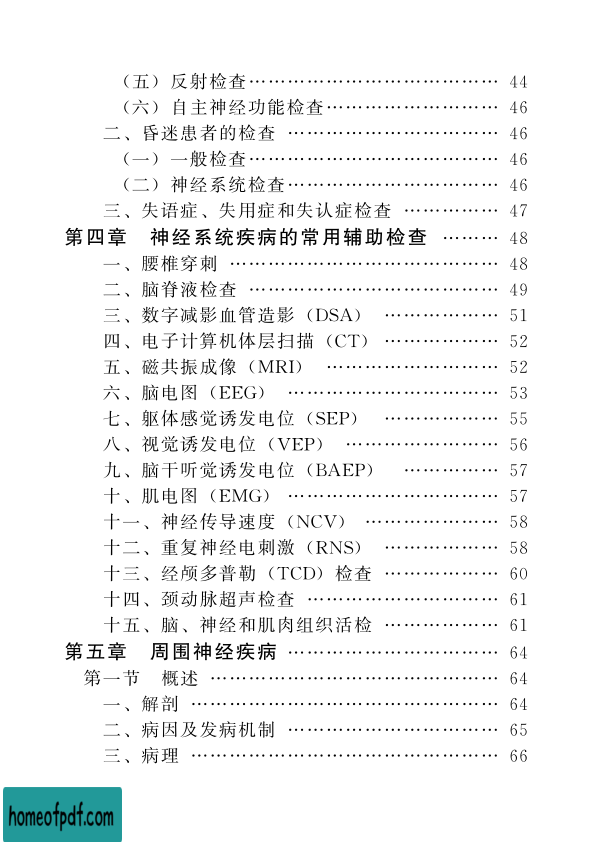 （五）反射检查………………………………… 44
（六）自主神经功能检查……………………… 46
二、昏迷患者的检查 …………………………… 46
（一）一般检查………………………………… 46
（二）神经系统检查…………………………… 46
三、失语症、失用症和失认症检查 …………… 47
第四章　神经系统疾病的常用辅助检查 ……… 48
一、腰椎穿刺 …………………………………… 48
二、脑脊液检查 ………………………………… 49
三、数字减影血管造影（DSA） ……………… 51
四、电子计算机体层扫描（CT） ……………… 52
五、磁共振成像（MRI） ……………………… 52
六、脑电图（EEG） …………………………… 53
七、躯体感觉诱发电位（SEP） ……………… 55
八、视觉诱发电位（VEP） …………………… 56
九、脑干听觉诱发电位（BAEP） …………… 57
十、肌电图（EMG） …………………………… 57
十一、神经传导速度（NCV） ………………… 58
十二、重复神经电刺激（RNS） ……………… 58
十三、经颅多普勒（TCD）检查 ……………… 60
十四、颈动脉超声检查 ………………………… 61
十五、脑、神经和肌肉组织活检 ……………… 61
第五章　周围神经疾病 ………………………… 64
第一节　概述 …………………………………… 64
一、解剖 ………………………………………… 64
二、病因及发病机制 …………………………… 65
三、病理 ………………………………………… 66
homeofpdf.com